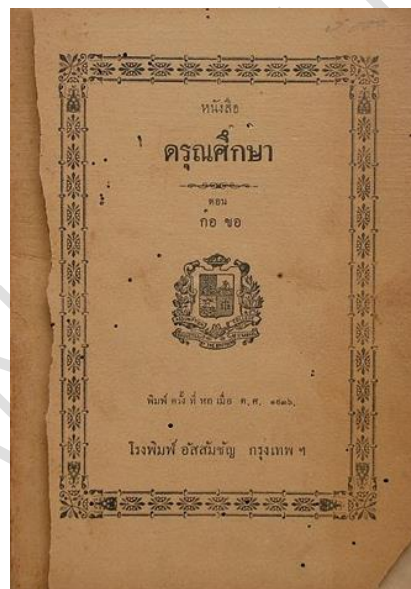 หนังสือ
ดรุณศึกษา
ตอน
ก ข ขอ
พิมพ์ ครั้ง ที่ หก เมื่อ ค.ศ. ๑๙๓๖
โรงพิมพ์ อัสสัมชัญ กรุงเทพ ฯ